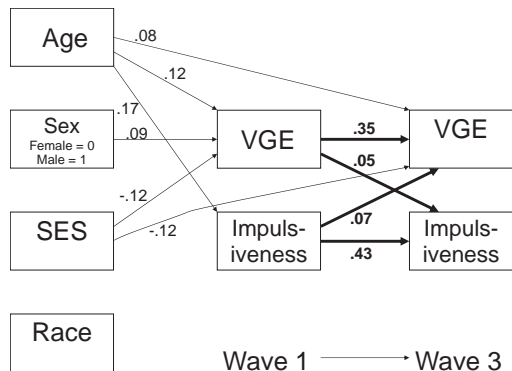 Age
.08
.12
.17
Sex
Female = 0
Male = 1
.09
VGE
.35
VGE
.05
-.12
SES
-.12
.07
Impuls-
iveness
.43
Impuls-
iveness
Race
Wave 1 Wave 3